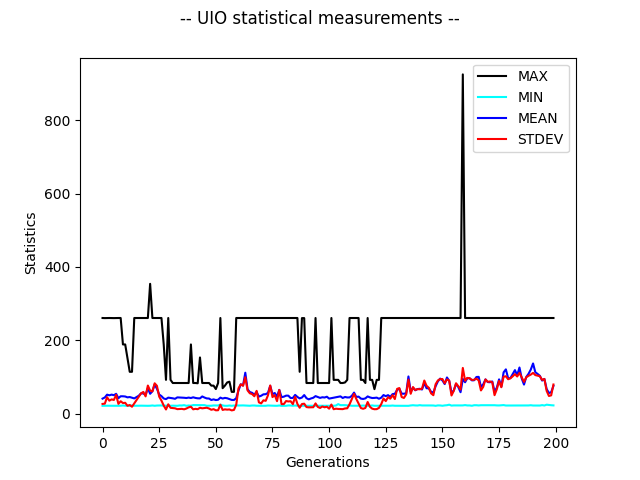 -- UIO statistical measurements --
MAX
MIN
MEAN
STDEV
Statistics
800
600
400
200
0
0 25 50 75 100 125 150 175 200
Generations